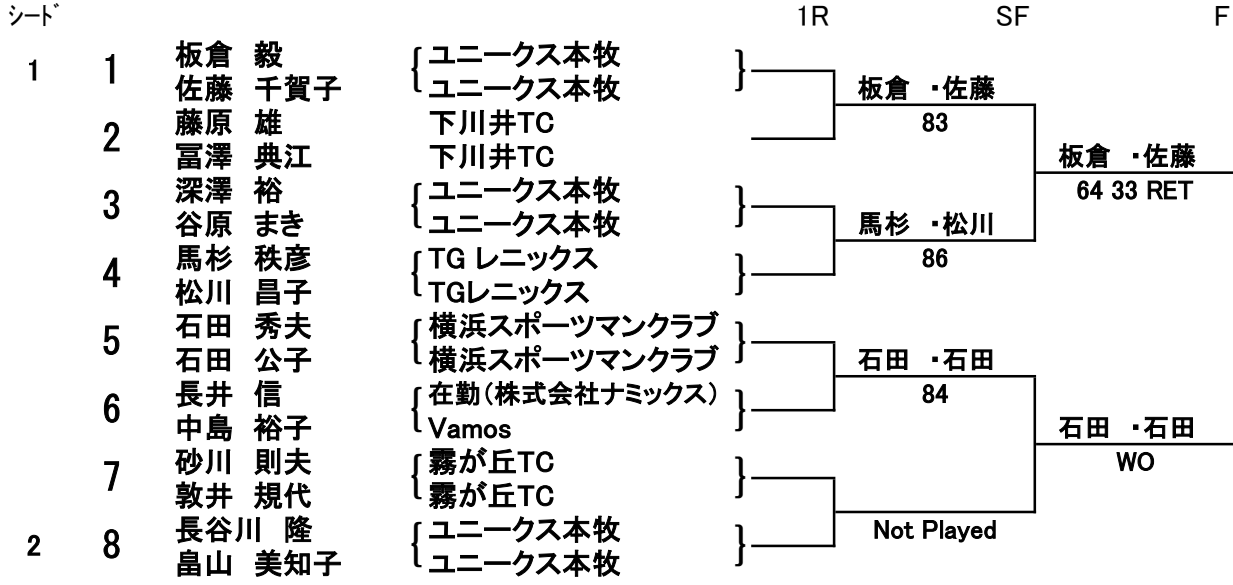 シード 1R SF F
1 1 板倉 毅 ユニークス本牧
佐藤 千賀子 ユニークス本牧
板倉 ・佐藤
83
2 藤原 雄 下川井TC
冨澤 典江 下川井TC
板倉 ・佐藤
64 33 RET
3 深澤 裕 ユニークス本牧
谷原 まき ユニークス本牧
馬杉 ・松川
86
4 馬杉 秩彦 TG レニックス
松川 昌子 TGレニックス
5 石田 秀夫 横浜スポーツマンクラブ
石田 公子 横浜スポーツマンクラブ
石田 ・石田
84
6 長井 信 在勤(株式会社ナミックス)
中島 裕子 Vamos
石田 ・石田
WO
7 砂川 則夫 霧が丘TC
敦井 規代 霧が丘TC
Not Played
2 8 長谷川 隆 ユニークス本牧
畠山 美知子 ユニークス本牧